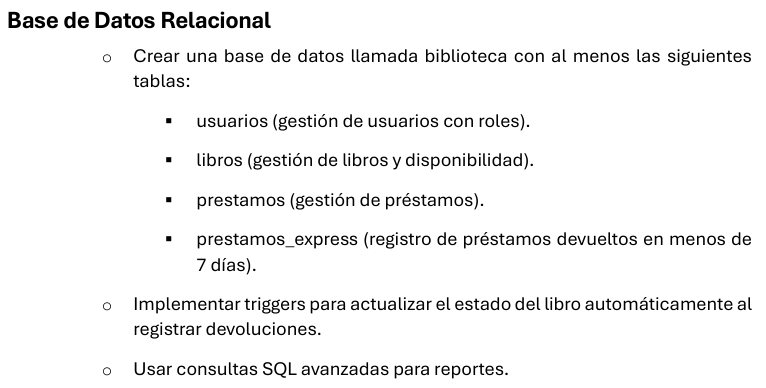 Base de Datos Relacional
o Crear una base de datos llamada biblioteca con al menos las siguientes
tablas:
▪ usuarios (gestión de usuarios con roles).
▪ libros (gestión de libros y disponibilidad).
▪ prestamos (gestión de préstamos).
▪ prestamos_express (registro de préstamos devueltos en menos de
7 días).
o Implementar triggers para actualizar el estado del libro automáticamente al
registrar devoluciones.
o Usar consultas SQL avanzadas para reportes.